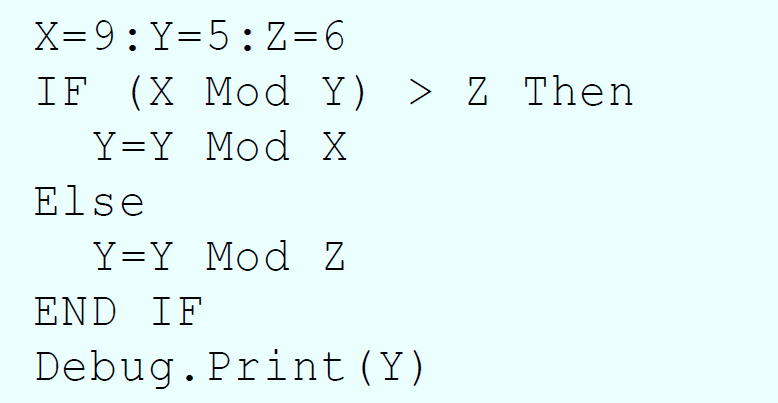 X=9:Y=5:Z=6
IF (X Mod Y) > Z Then
  Y=Y Mod X
Else
  Y=Y Mod Z
END IF
Debug.Print(Y)